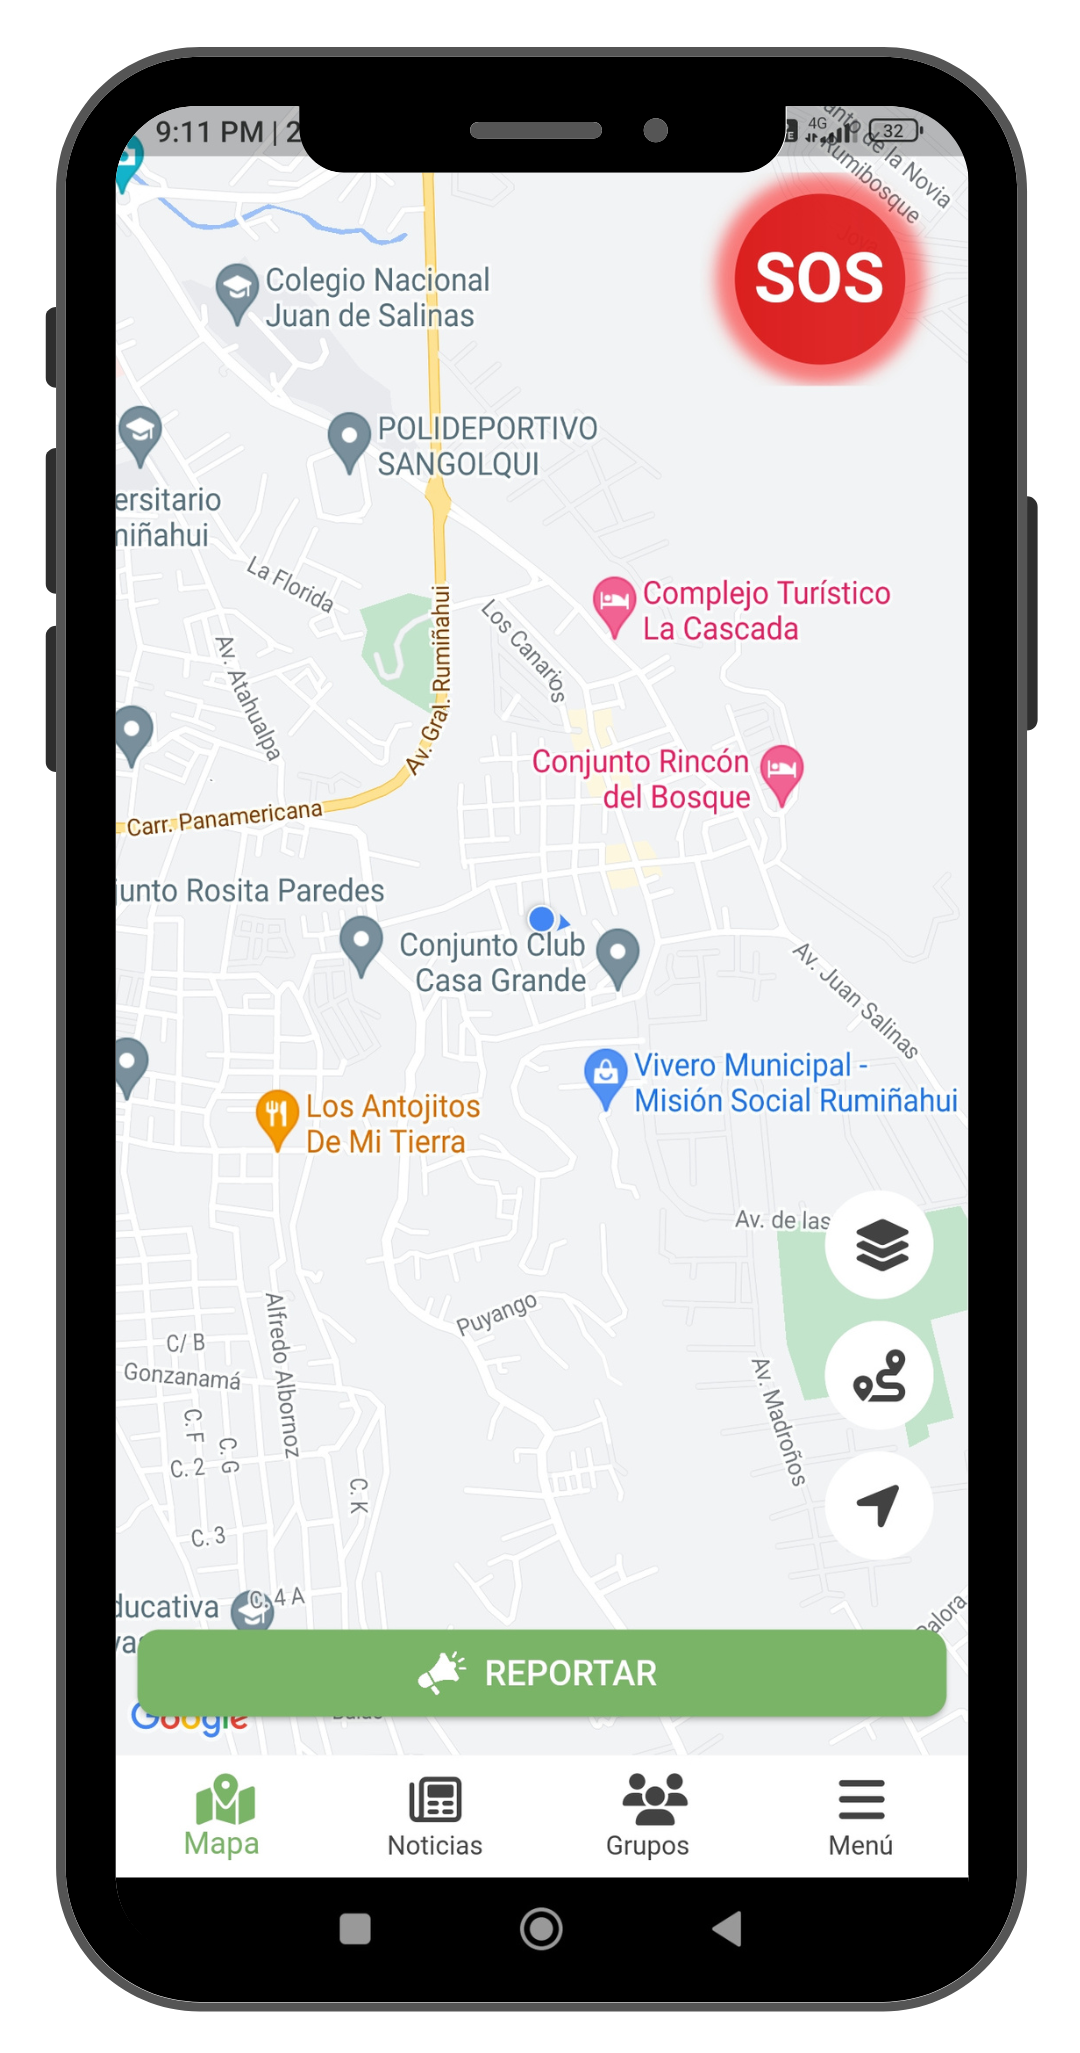 9:11 PM | 2
4G
32
de la Novia
Rumibosque
SOS
Colegio Nacional
Juan de Salinas
POLIDEPORTIVO
SANGOLQUI
ersitario
miñahui
La Florida
Av. Atahualpa
Los Canarios
Complejo Turístico
La Cascada
Av. Gral. Rumiñahui
Conjunto Rincón
del Bosque
Carr. Panamericana
junto Rosita Paredes
Conjunto Club
Casa Grande
Av. Juan Salinas
Vivero Municipal -
Misión Social Rumiñahui
Los Antojitos
De Mi Tierra
Av. de las
Puyango
Alfredo Albornoz
C/ B
Gonzanamá
C. F
C. G
C. 2
Av. Madroños
C. K
C. 3
C. 4 A
ducativa
va
Palora
REPORTAR
Google
Mapa
Noticias
Grupos
Menú